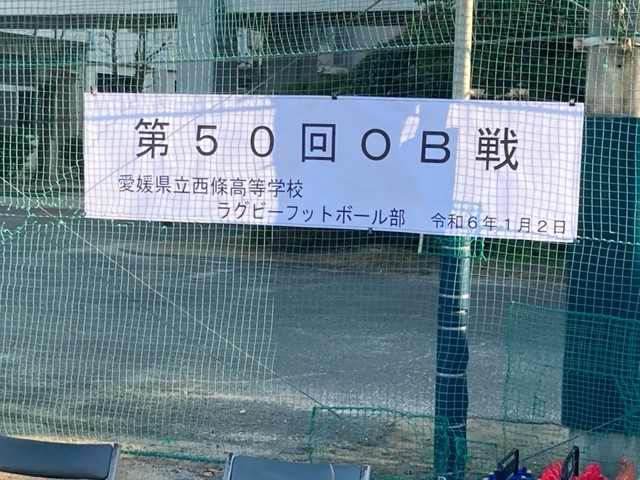 第５０回ＯＢ戦
愛媛県立西條高等学校
ラグビーフットボール部　令和６年１月２日